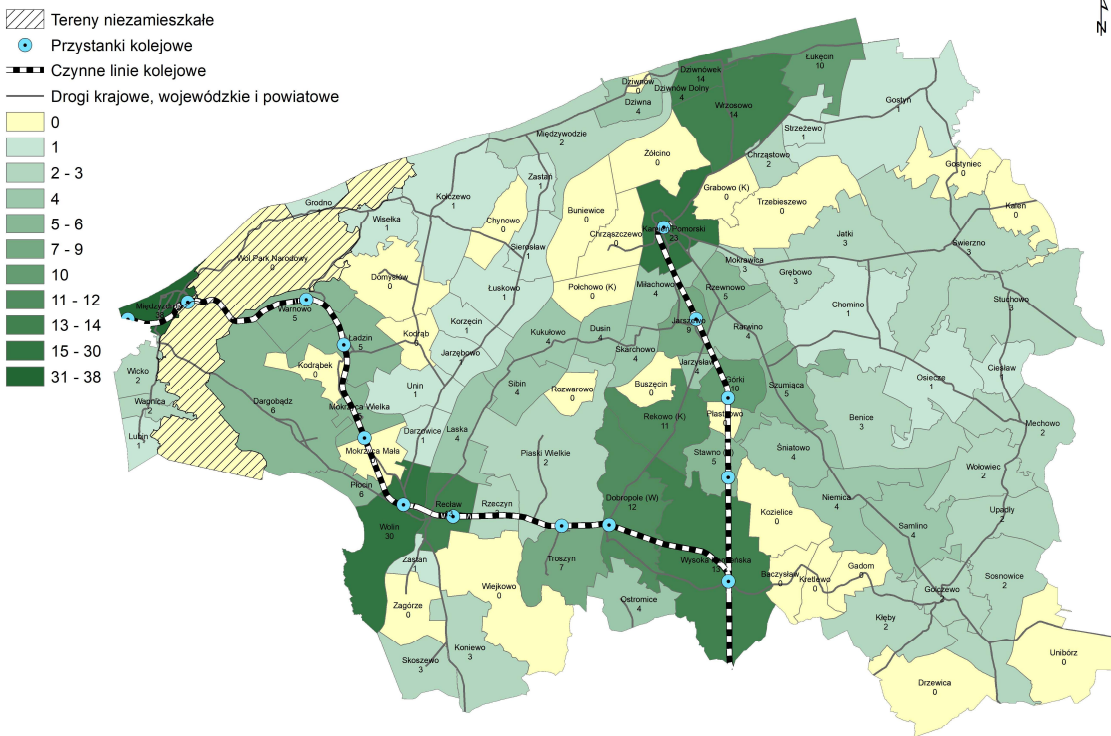 Tereny niezamieszkałe
Przystanki kolejowe
Czynne linie kolejowe
Drogi krajowe, wojewódzkie i powiatowe
0
1
2 - 3
4
5 - 6
7 - 9
10
11 - 12
13 - 14
15 - 30
31 - 38
N
Łukęcin
10
Dziwnówek
14
Dziwnów
0
Dziwnów Dolny
4
Dziwna
4
Wrzosowo
14
Gostyń
1
Strzeżewo
1
Międzywodzie
2
Żółcino
0
Chrząstowo
2
Gostyniec
0
Zastań
1
Grabowo (K)
0
Trzebieszewo
0
Kaleń
0
Kołczewo
1
Grodno
Wisełka
1
Chynowo
0
Buniewice
0
Chrząszczewo
0
Kamień Pomorski
23
Jatki
3
Świerzno
3
Sierosław
1
Wol.Park Narodowy
0
Domysłów
0
Mokrawica
3
Grębowo
3
Łuskowo
1
Połchowo (K)
0
Miłachowo
4
Rzewnowo
5
Stuchowo
3
Chomino
1
Międzyzdroje
38
Warnowo
5
Korzęcin
1
Kukułowo
4
Dusin
4
Jarszewo
9
Rarwino
4
Ładzin
5
Kodrąb
0
Jarzębowo
Skarchowo
4
Jarzysław
4
Wicko
2
Kodrąbek
0
Unin
1
Sibin
4
Rozwarowo
0
Buszęcin
0
Górki
10
Szumiąca
5
Osiecze
1
Ciesław
1
Wapnica
2
Dargobądz
6
Mokrzyca Wielka
Rekowo (K)
11
Piastowo
0
Benice
3
Mechowo
2
Lubin
1
Darzowice
1
Laska
4
Mokrzyca Mała
Piaski Wielkie
2
Stawno
5
Śniatowo
4
Wołowiec
2
Płocin
6
Recław
Rzeczyn
Dobropole (W)
12
Kozielice
0
Niemica
4
Upadły
2
Wolin
30
Samlino
4
Zastań
1
Troszyn
7
Wysoka Kamieńska
13
Baczysław
0
Kretlewo
0
Gadom
0
Sosnowice
2
Wiejkowo
0
Golczewo
Zagórze
0
Ostromice
4
Kłęby
2
Koniewo
3
Skoszewo
3
Unibórz
0
Drzewica
0